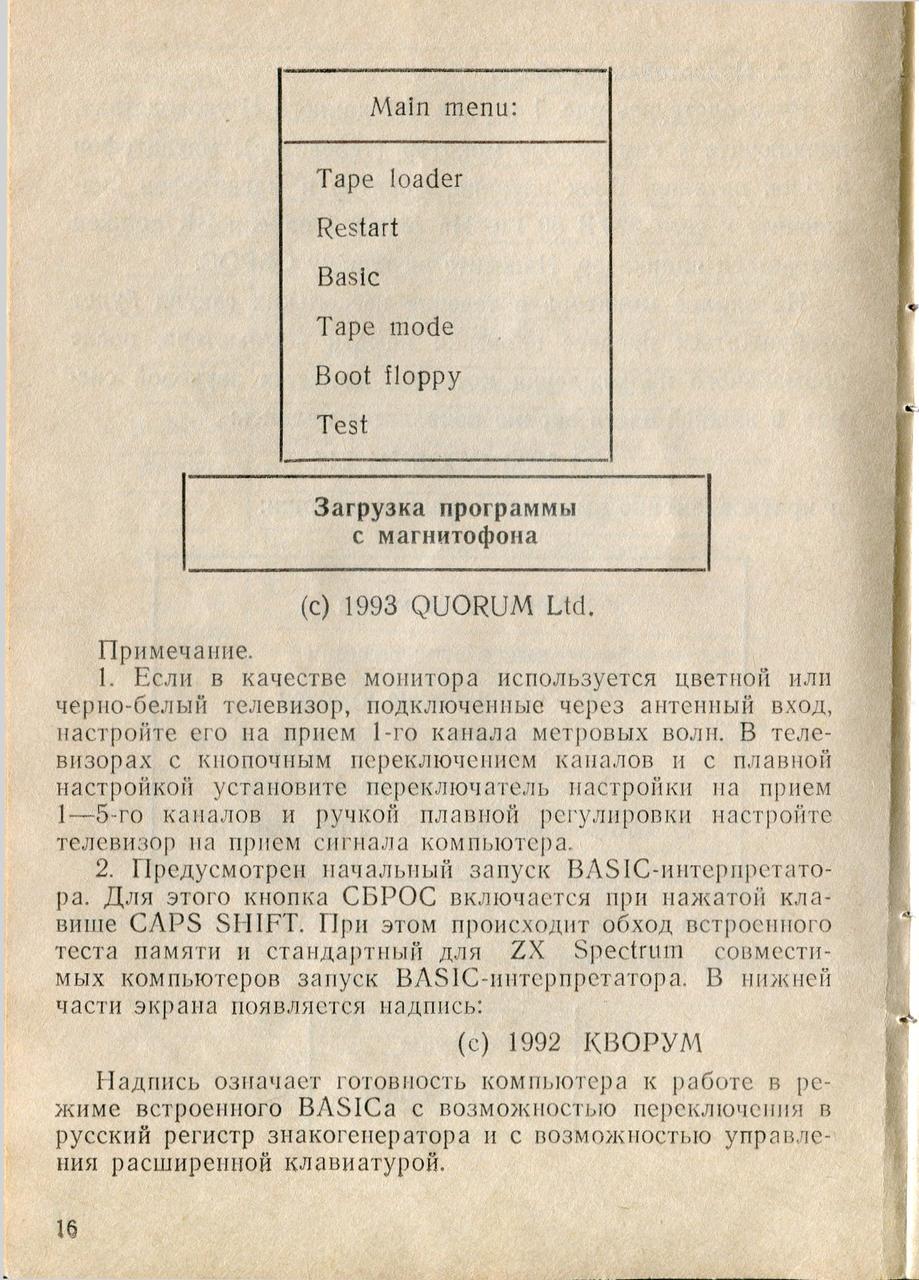 Main menu:
Tape loader
Restart
Basic
Tape mode
Boot floppy
Test
Загрузка программы
с магнитофона
(c) 1993 QUORUM Ltd.
Примечание.
1. Если в качестве монитора используется цветной или
черно-белый телевизор, подключенные через антенный вход,
настройте его на прием 1-го канала метровых волн. В теле-
визорах с кнопочным переключением каналов и с плавной
настройкой установите переключатель настройки на прием
1—5-го каналов и ручкой плавной регулировки настройте
телевизор на прием сигнала компьютера.
2. Предусмотрен начальный запуск BASIC-интерпретато-
ра. Для этого кнопка СБРОС включается при нажатой кла-
више CAPS SHIFT. При этом происходит обход встроенного
теста памяти и стандартный для ZX Spectrum совмести-
мых компьютеров запуск BASIC-интерпретатора. В нижней
части экрана появляется надпись:
(c) 1992 КВОРУМ
Надпись означает готовность компьютера к работе в ре-
жиме встроенного BASICа с возможностью переключения в
русский регистр знакогенератора и с возможностью управле-
ния расширенной клавиатурой.
16